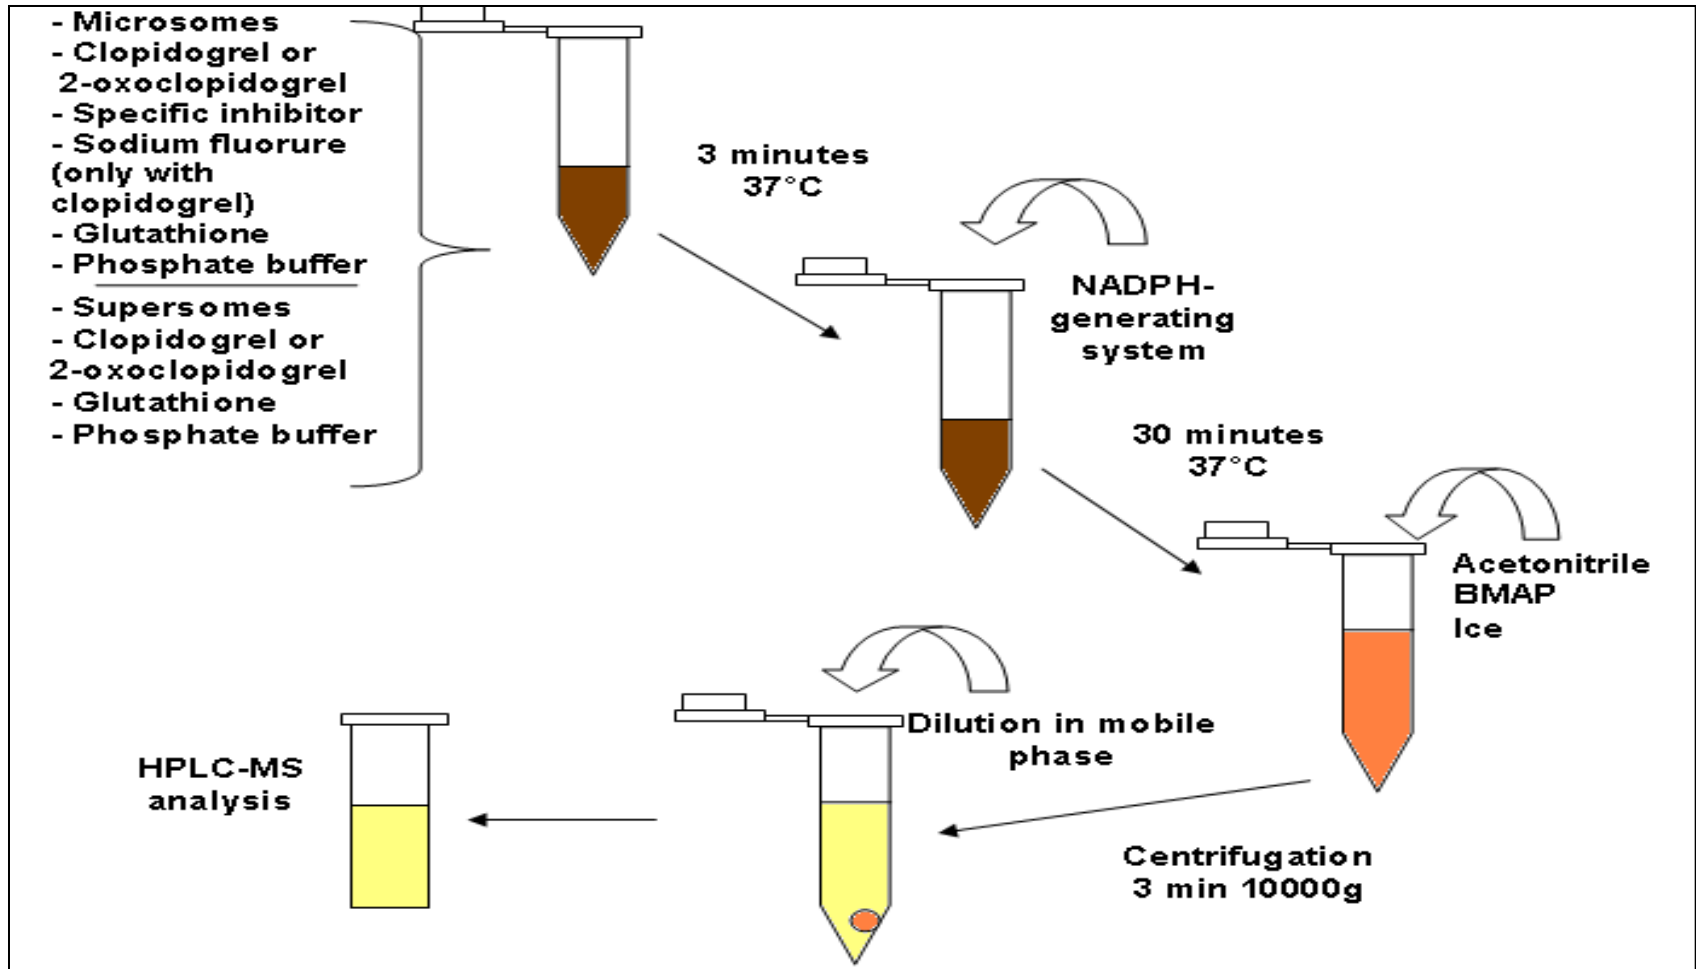 - Microsomes
- Clopidogrel or
2-oxoclopidogrel
- Specific inhibitor
- Sodium fluorure
(only with
clopidogrel)
- Glutathione
- Phosphate buffer
- Supersomes
- Clopidogrel or
2-oxoclopidogrel
- Glutathione
- Phosphate buffer
3 minutes
37°C
NADPH-
generating
system
30 minutes
37°C
Acetonitrile
BMAP
Ice
Centrifugation
3 min 10000g
Dilution in mobile
phase
HPLC-MS
analysis